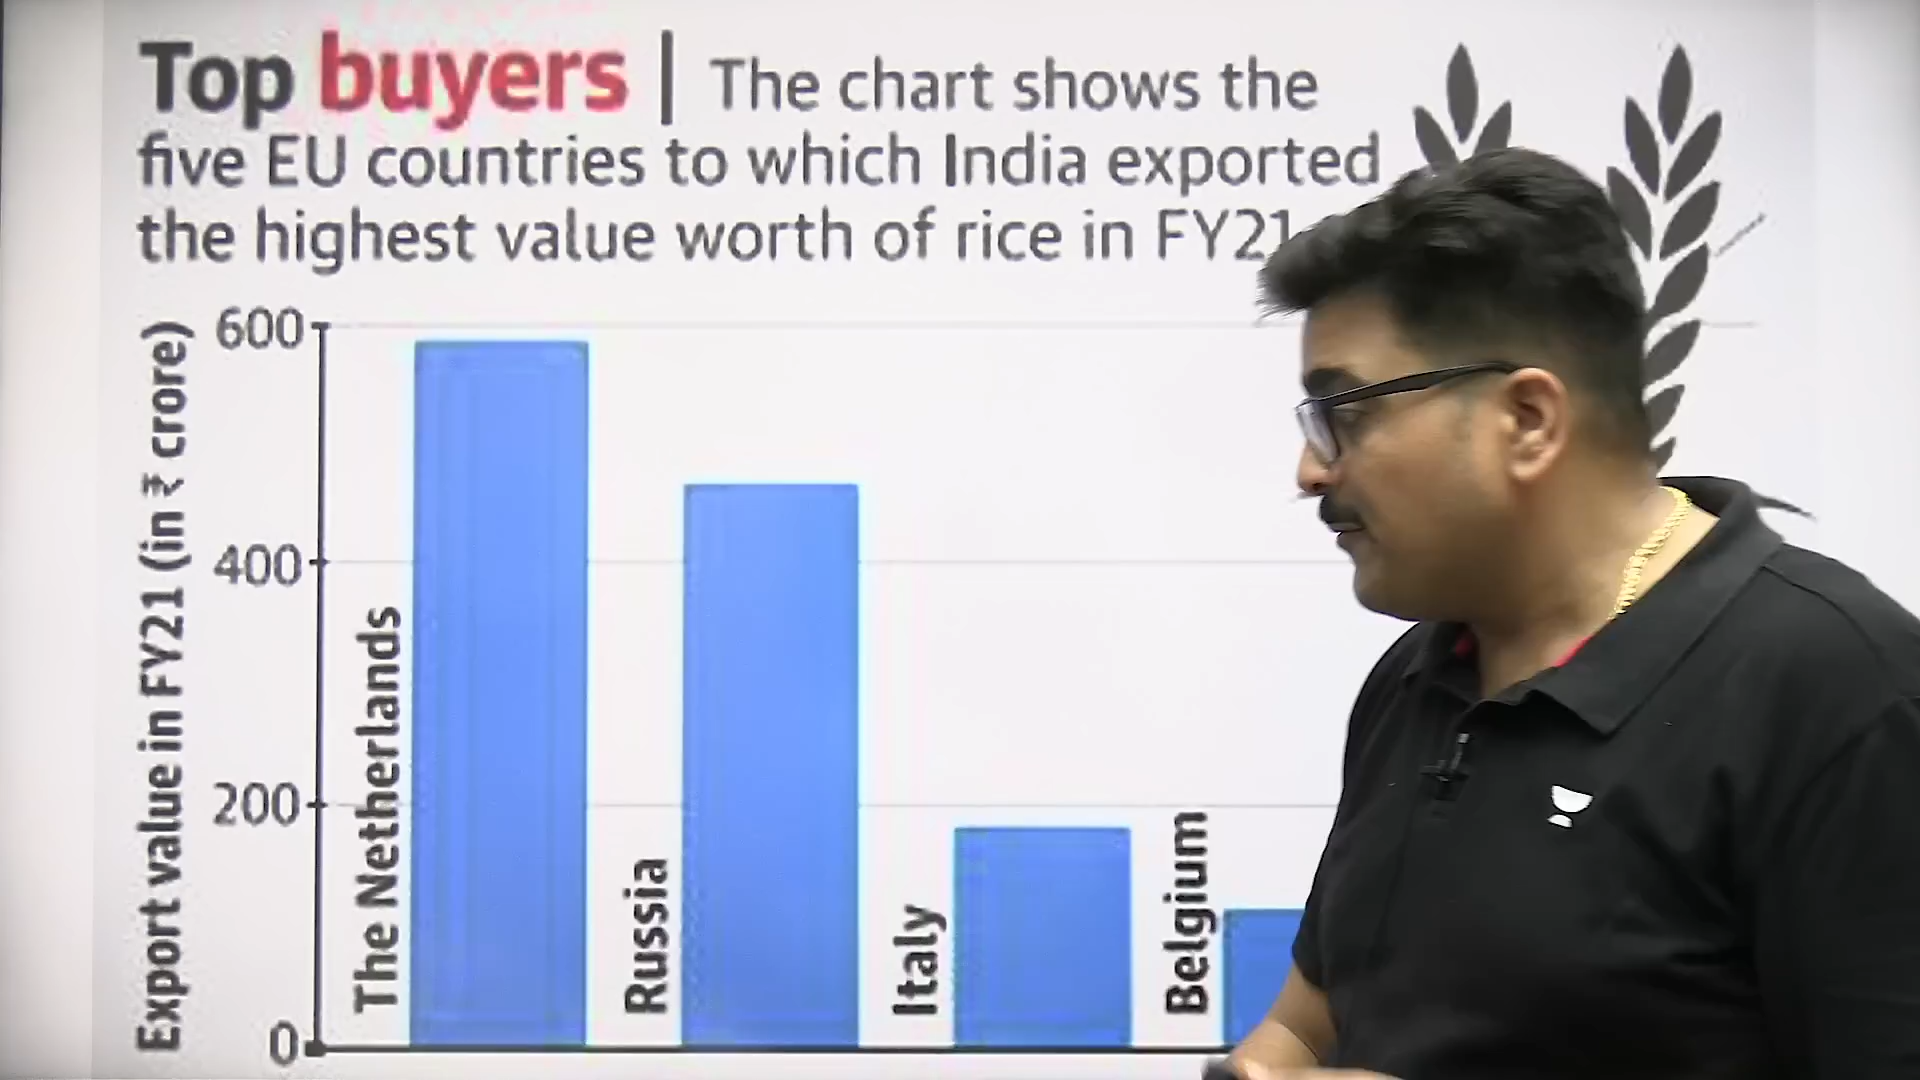 Top buyers | The chart shows the
five EU countries to which India exported
the highest value worth of rice in FY21
Export value in FY21 (in ₹ crore)
600
400
200
0
The Netherlands
Russia
Italy
Belgium